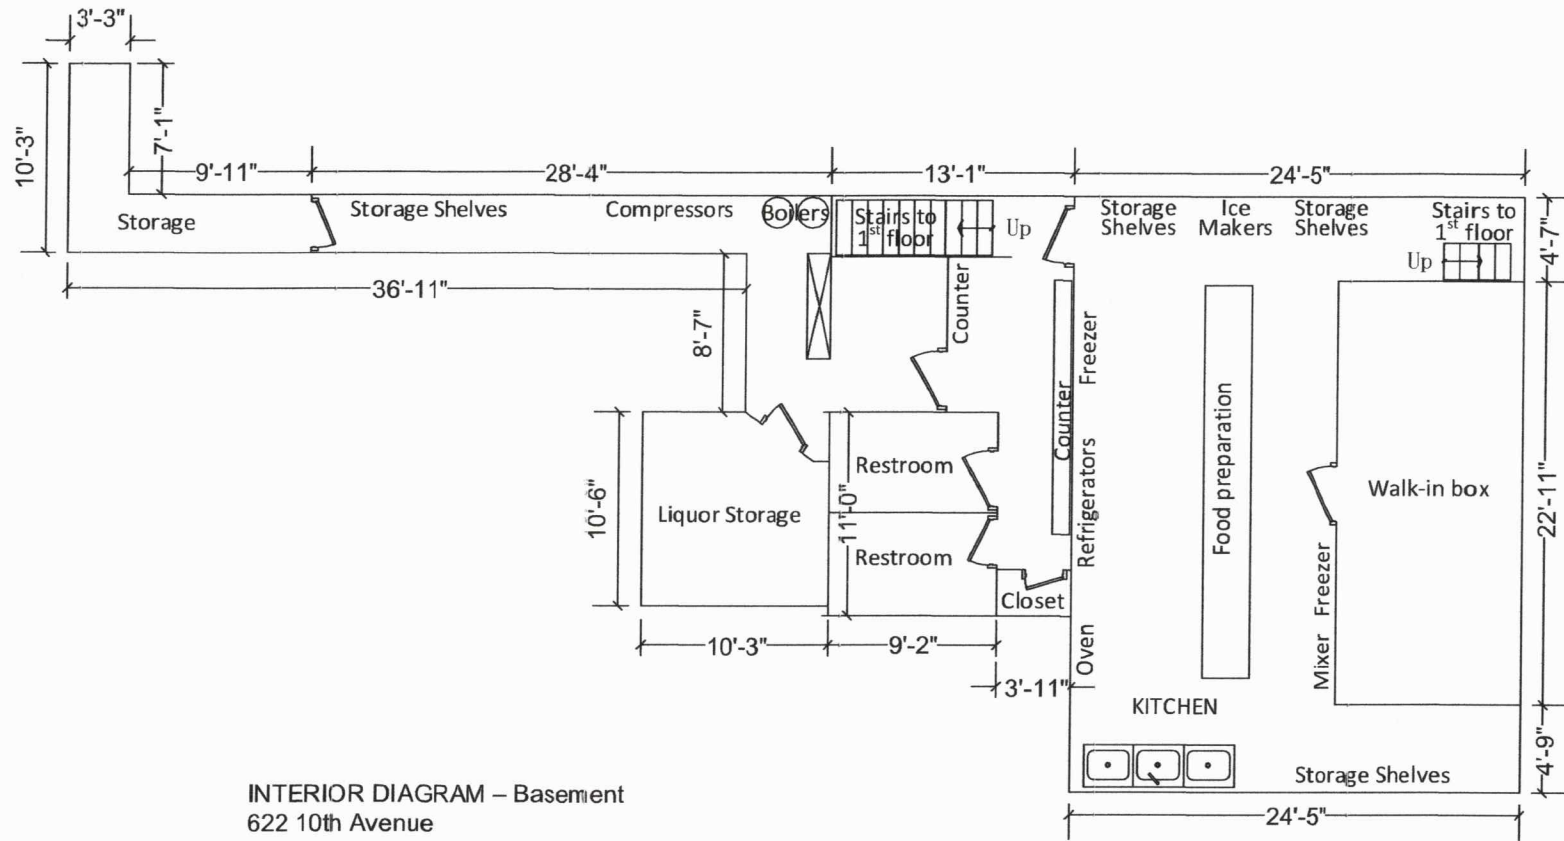 3'-3"
10'-3"
7'-1"
9'-11"
28'-4"
13'-1"
24'-5"
Storage
Storage Shelves
Compressors
Boilers
Stairs to
1st floor
Up
Storage
Shelves
Ice
Makers
Storage
Shelves
Stairs to
1st floor
Up
4'-7"
36'-11"
8'-7"
Counter
Freezer
Counter
Refrigerators
Oven
Food preparation
Walk-in box
22'-11"
Mixer Freezer
10'-6"
Liquor Storage
11'-0"
Restroom
Restroom
Closet
10'-3"
9'-2"
3'-11"
KITCHEN
Storage Shelves
4'-9"
24'-5"
INTERIOR DIAGRAM – Basement
622 10th Avenue